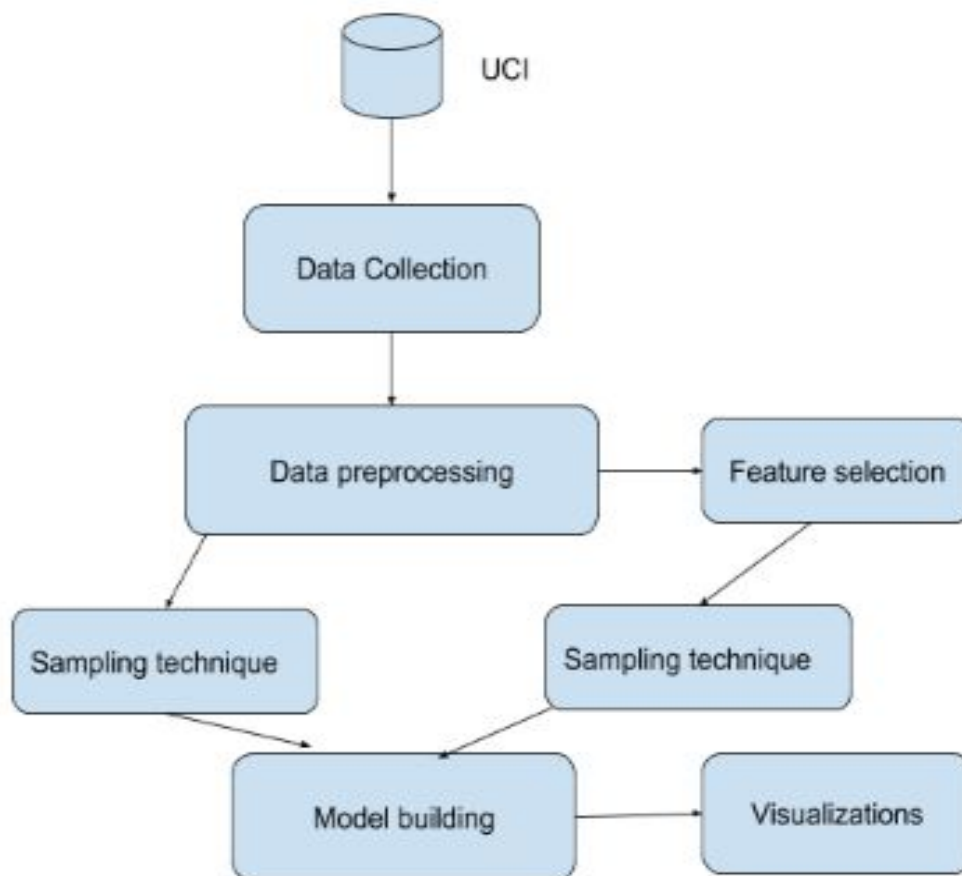 UCI
Data Collection
Data preprocessing
Feature selection
Sampling technique
Sampling technique
Model building
Visualizations